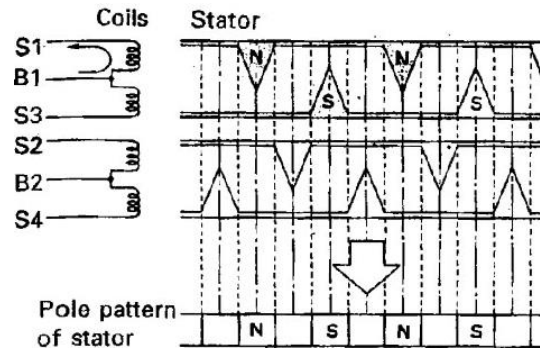 Coils Stator
S1
B1
S3
S2
B2
S4
N N
S S
Pole pattern
of stator
N S N S